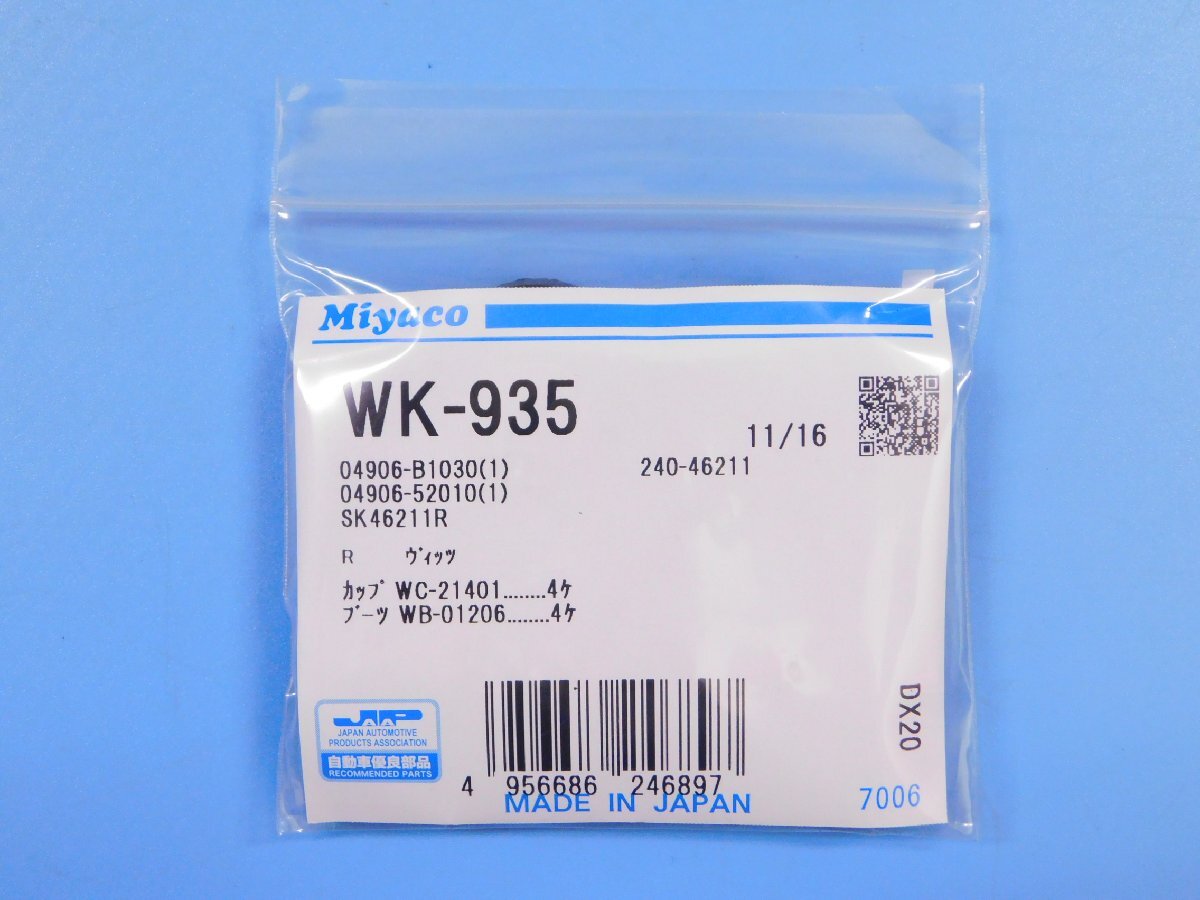 Miyaco
WK-935
11/16
04906-B1030(1)
240-46211
04906-52010(1)
SK46211R
R ヴィッツ
カップ WC-21401........4ケ
ブーツ WB-01206........4ケ
DX20
JAAP
JAPAN AUTOMOTIVE
PRODUCTS ASSOCIATION
自動車優良部品
RECOMMENDED PARTS
4 956686 246897
MADE IN JAPAN
7006